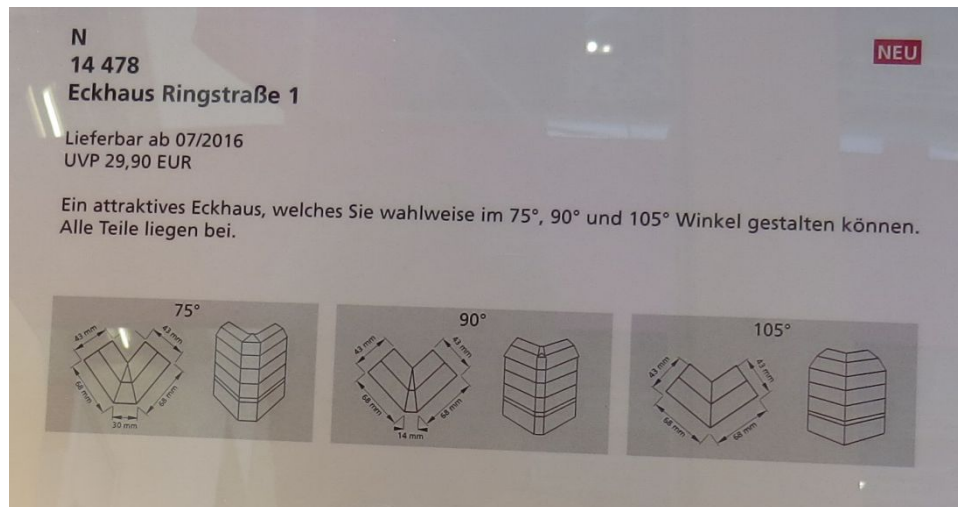 N
14 478
Eckhaus Ringstraße 1
NEU
Lieferbar ab 07/2016
UVP 29,90 EUR
Ein attraktives Eckhaus, welches Sie wahlweise im 75°, 90° und 105° Winkel gestalten können.
Alle Teile liegen bei.
75°
43 mm
43 mm
68 mm
68 mm
30 mm
90°
43 mm
43 mm
68 mm
68 mm
14 mm
105°
43 mm
43 mm
68 mm
68 mm